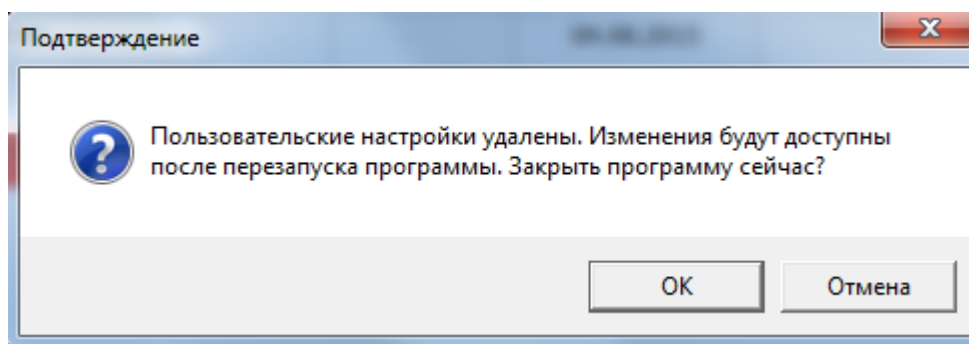 Подтверждение
Пользовательские настройки удалены. Изменения будут доступны
после перезапуска программы. Закрыть программу сейчас?
OK
Отмена